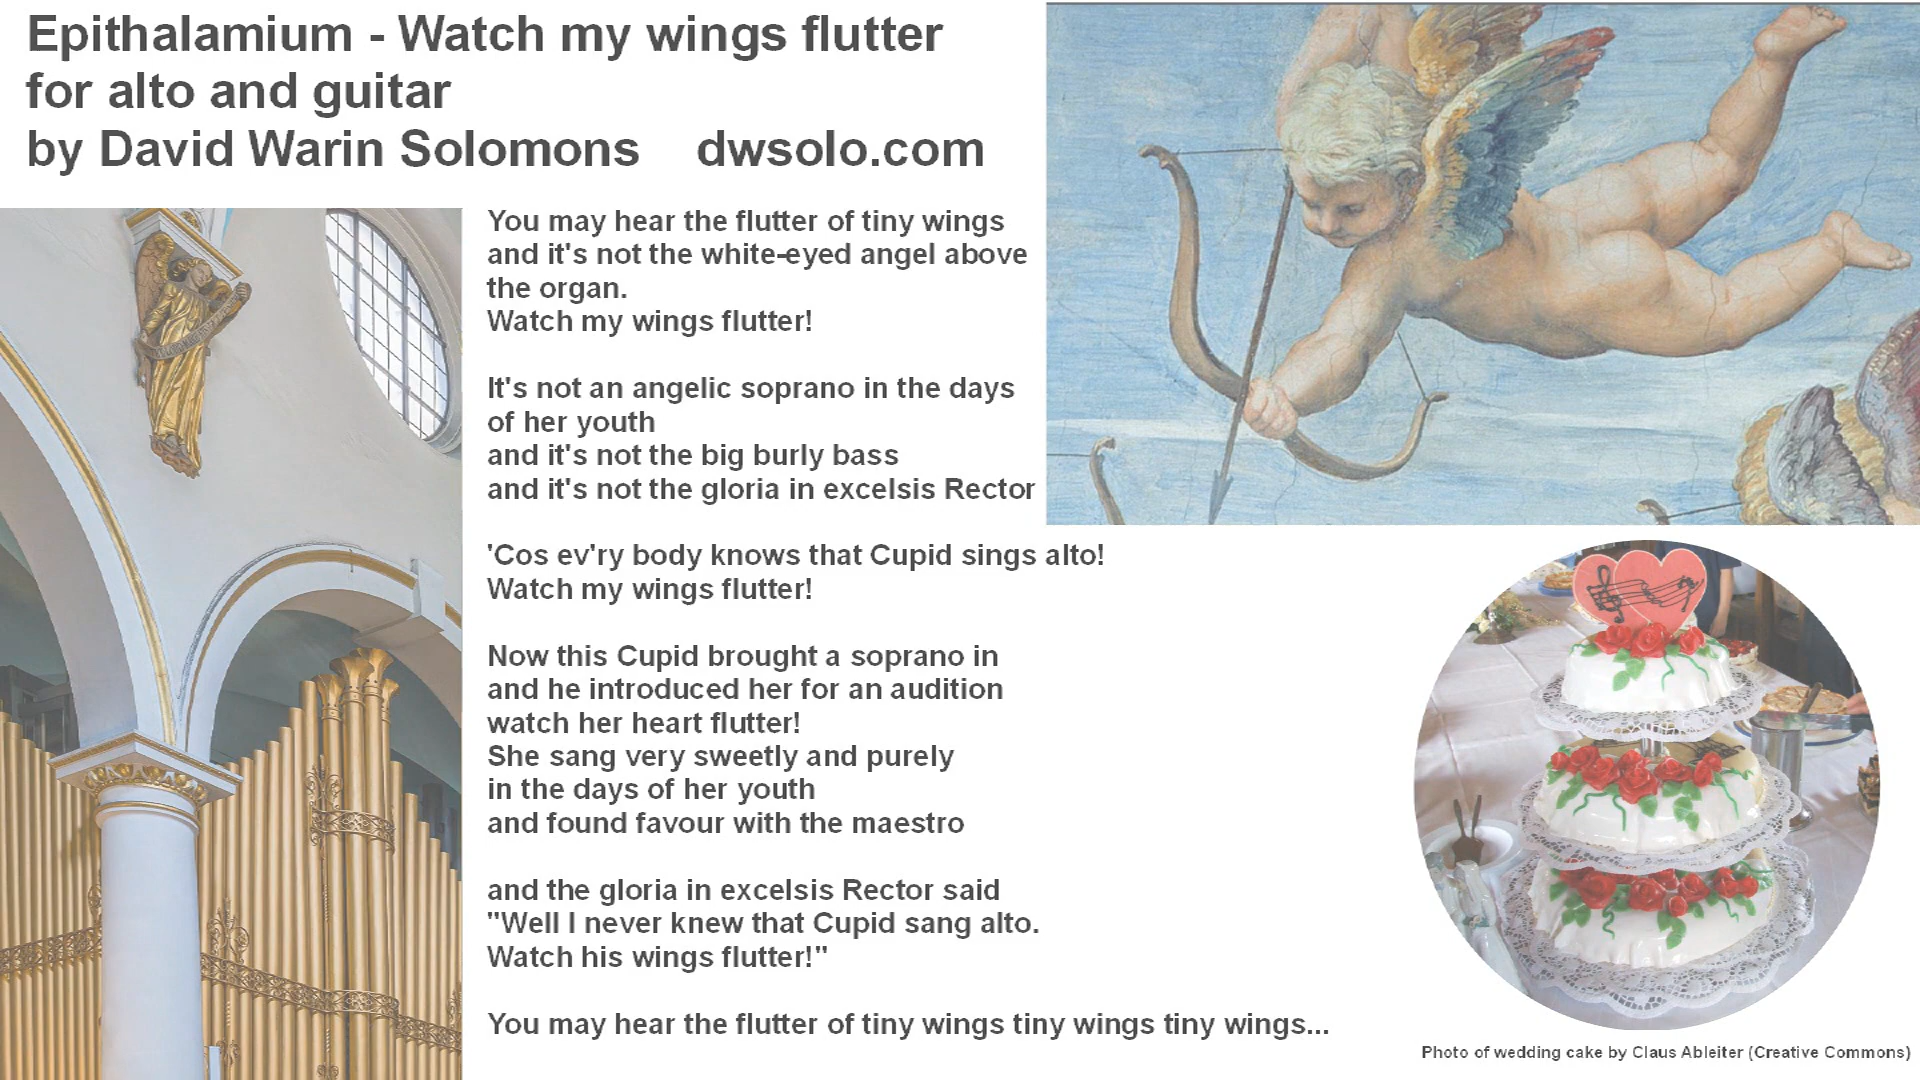 Epithalamium - Watch my wings flutter
for alto and guitar
by David Warin Solomons dwsolo.com
You may hear the flutter of tiny wings
and it's not the white-eyed angel above
the organ.
Watch my wings flutter!
It's not an angelic soprano in the days
of her youth
and it's not the big burly bass
and it's not the gloria in excelsis Rector
'Cos ev'ry body knows that Cupid sings alto!
Watch my wings flutter!
Now this Cupid brought a soprano in
and he introduced her for an audition
watch her heart flutter!
She sang very sweetly and purely
in the days of her youth
and found favour with the maestro
and the gloria in excelsis Rector said
"Well I never knew that Cupid sang alto.
Watch his wings flutter!"
You may hear the flutter of tiny wings tiny wings tiny wings...
Photo of wedding cake by Claus Ableiter (Creative Commons)